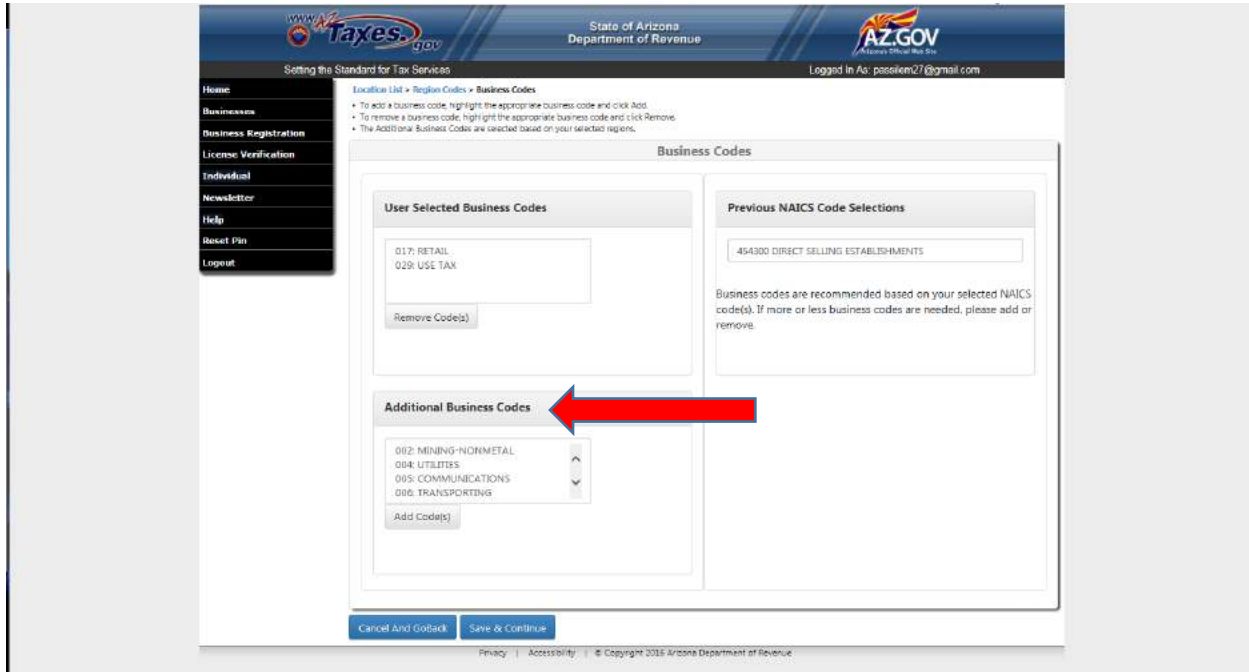 www.AZ
Taxes.gov
State of Arizona
Department of Revenue
AZ.GOV
Arizona's Official Web Site
Setting the Standard for Tax Services
Logged In As: passilem27@gmail.com
Home
Businesses
Business Registration
License Verification
Individual
Newsletter
Help
Reset Pin
Logout
Location List > Region Codes > Business Codes
• To add a business code, highlight the appropriate business code and click Add.
• To remove a business code, highlight the appropriate business code and click Remove.
• The Additional Business Codes are selected based on your selected regions.
Business Codes
User Selected Business Codes
017: RETAIL
029: USE TAX
Remove Code(s)
Previous NAICS Code Selections
454300 DIRECT SELLING ESTABLISHMENTS
Business codes are recommended based on your selected NAICS
code(s). If more or less business codes are needed, please add or
remove.
Additional Business Codes
002: MINING-NONMETAL
004: UTILITIES
005: COMMUNICATIONS
006: TRANSPORTING
Add Code(s)
Cancel And GoBack
Save & Continue
Privacy | Accessibility | © Copyright 2016 Arizona Department of Revenue